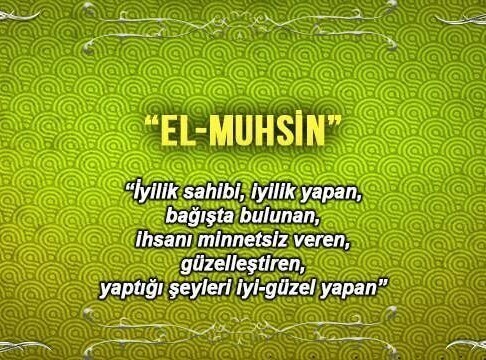 “EL-MUHSİN”
“İyilik sahibi, iyilik yapan,
bağışta bulunan,
ihsanı minnetsiz veren,
güzelleştiren,
yaptığı şeyleri iyi-güzel yapan”